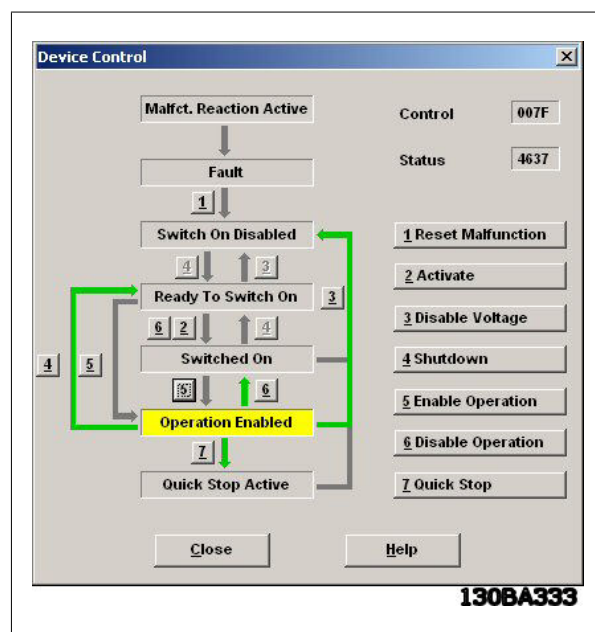 Device Control
Malfct. Reaction Active
Control 007F
Fault
Status 4637
1
Switch On Disabled
1 Reset Malfunction
4 3
2 Activate
Ready To Switch On
3
6 2 4
3 Disable Voltage
Switched On
4 Shutdown
4 5
5 6
5 Enable Operation
Operation Enabled
6 Disable Operation
7
Quick Stop Active
7 Quick Stop
Close Help
130BA333